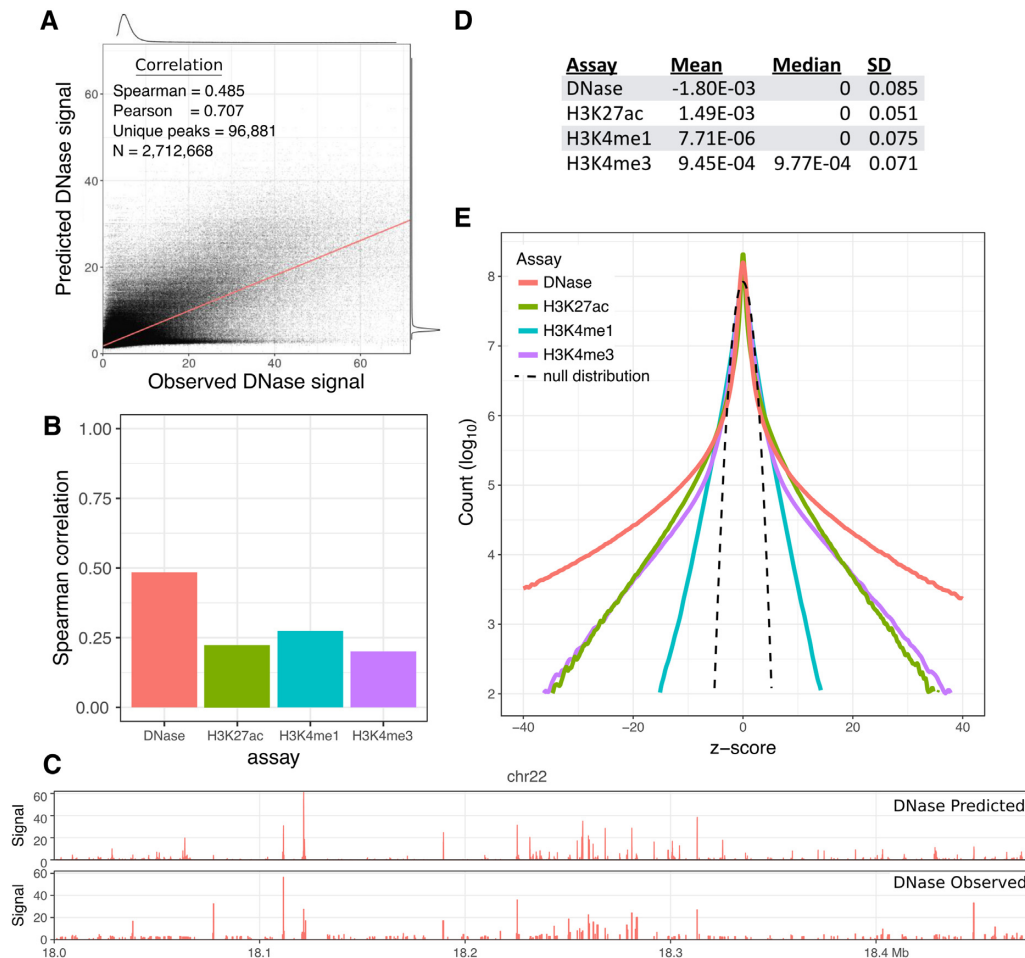 A
Correlation
Spearman = 0.485
Pearson = 0.707
Unique peaks = 96,881
N = 2,712,668
Predicted DNase signal
60
40
20
0
0 20 40 60
Observed DNase signal
B
Spearman correlation
1.00
0.75
0.50
0.25
0.00
DNase H3K27ac H3K4me1 H3K4me3
assay
D
Assay Mean Median SD
DNase -1.80E-03 0 0.085
H3K27ac 1.49E-03 0 0.051
H3K4me1 7.71E-06 0 0.075
H3K4me3 9.45E-04 9.77E-04 0.071
E
Assay
DNase
H3K27ac
H3K4me1
H3K4me3
null distribution
Count (log10)
8
7
6
5
4
3
2
−40 −20 0 20 40
z−score
C
chr22
DNase Predicted
Signal
60
40
20
0
DNase Observed
Signal
60
40
20
0
18.0 18.1 18.2 18.3 18.4 Mb